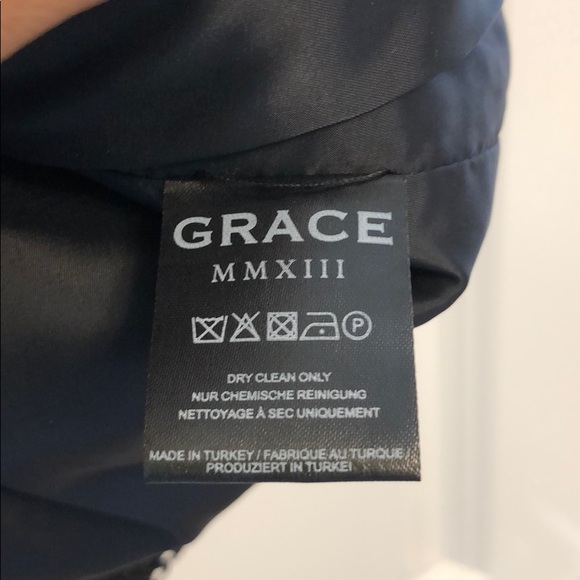 GRACE
MMXIII
P
DRY CLEAN ONLY
NUR CHEMISCHE REINIGUNG
NETTOYAGE À SEC UNIQUEMENT
MADE IN TURKEY / FABRIQUE AU TURQUE /
PRODUZIERT IN TURKEI